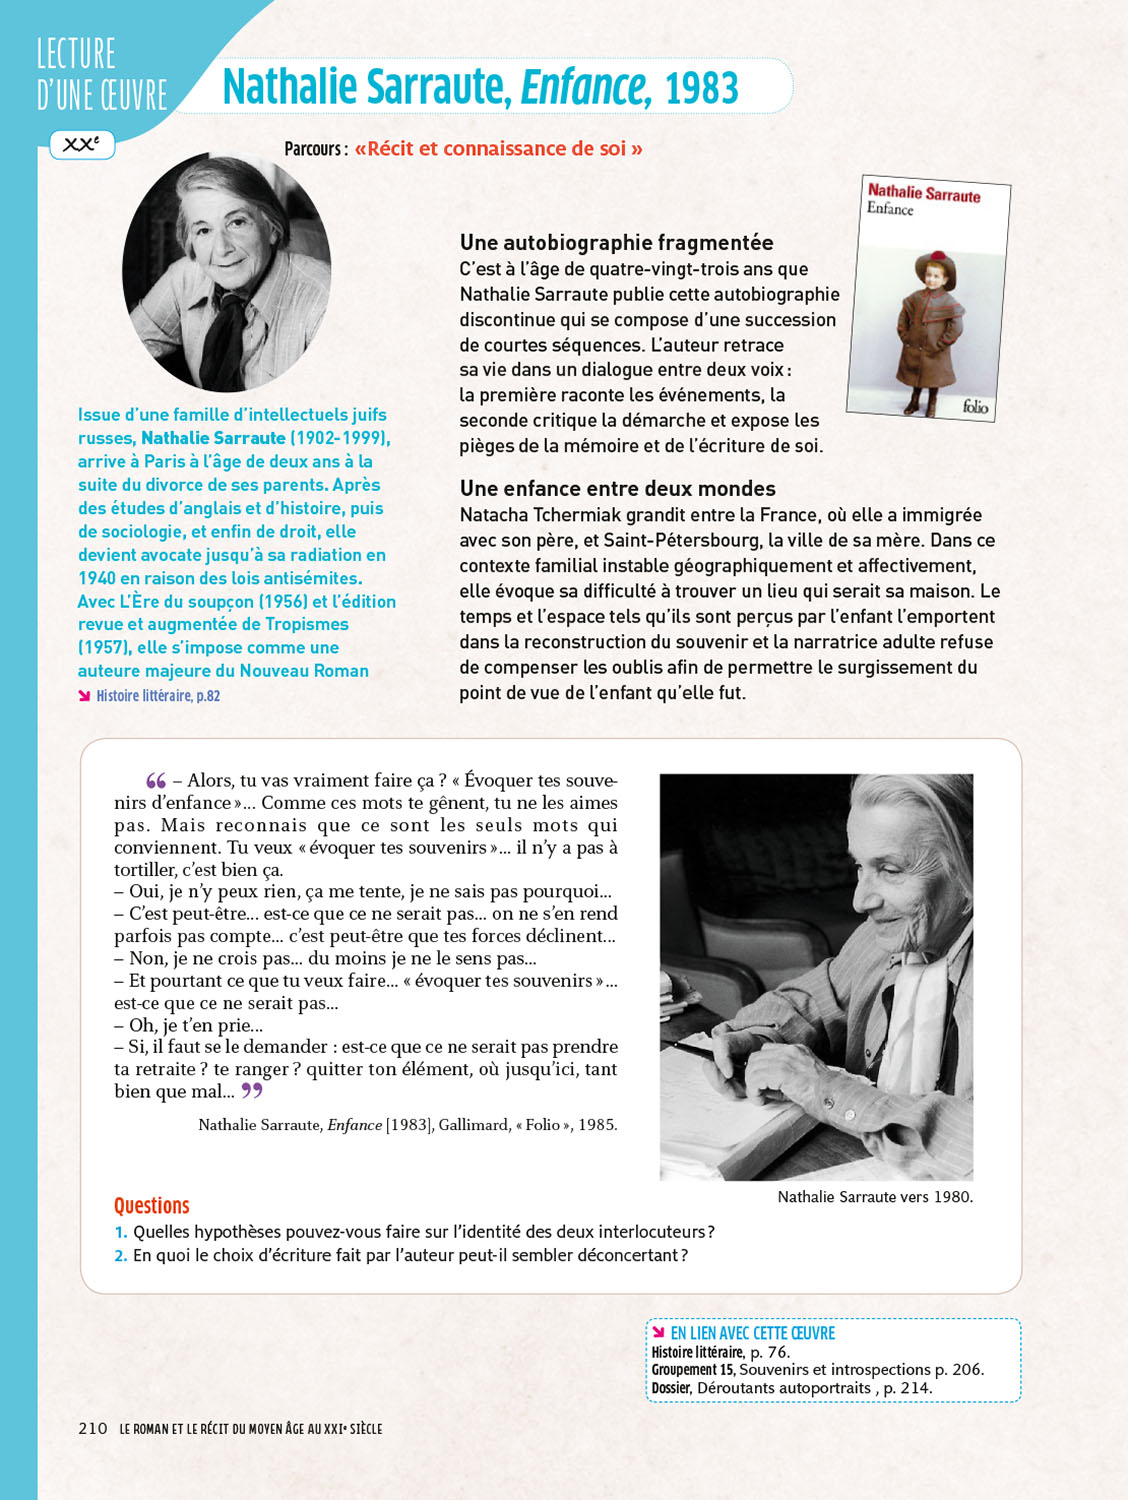 LECTURE
D'UNE ŒUVRE
XXe
Nathalie Sarraute, Enfance, 1983
Parcours : «Récit et connaissance de soi »
Nathalie Sarraute
Enfance
folio
Issue d'une famille d'intellectuels juifs
russes, Nathalie Sarraute (1902-1999),
arrive à Paris à l'âge de deux ans à la
suite du divorce de ses parents. Après
des études d'anglais et d'histoire, puis
de sociologie, et enfin de droit, elle
devient avocate jusqu'à sa radiation en
1940 en raison des lois antisémites.
Avec L'Ère du soupçon (1956) et l'édition
revue et augmentée de Tropismes
(1957), elle s'impose comme une
auteure majeure du Nouveau Roman
Histoire littéraire, p.82
Une autobiographie fragmentée
C'est à l'âge de quatre-vingt-trois ans que
Nathalie Sarraute publie cette autobiographie
discontinue qui se compose d'une succession
de courtes séquences. L'auteur retrace
sa vie dans un dialogue entre deux voix :
la première raconte les événements, la
seconde critique la démarche et expose les
pièges de la mémoire et de l'écriture de soi.
Une enfance entre deux mondes
Natacha Tchermiak grandit entre la France, où elle a immigrée
avec son père, et Saint-Pétersbourg, la ville de sa mère. Dans ce
contexte familial instable géographiquement et affectivement,
elle évoque sa difficulté à trouver un lieu qui serait sa maison. Le
temps et l'espace tels qu'ils sont perçus par l'enfant l'emportent
dans la reconstruction du souvenir et la narratrice adulte refuse
de compenser les oublis afin de permettre le surgissement du
point de vue de l'enfant qu'elle fut.
“ – Alors, tu vas vraiment faire ça ? « Évoquer tes souve-
nirs d'enfance »... Comme ces mots te gênent, tu ne les aimes
pas. Mais reconnais que ce sont les seuls mots qui
conviennent. Tu veux « évoquer tes souvenirs »... il n'y a pas à
tortiller, c'est bien ça.
– Oui, je n'y peux rien, ça me tente, je ne sais pas pourquoi...
– C'est peut-être... est-ce que ce ne serait pas... on ne s'en rend
parfois pas compte... c'est peut-être que tes forces déclinent...
– Non, je ne crois pas... du moins je ne le sens pas...
– Et pourtant ce que tu veux faire... « évoquer tes souvenirs »...
est-ce que ce ne serait pas...
– Oh, je t'en prie...
– Si, il faut se le demander : est-ce que ce ne serait pas prendre
ta retraite ? te ranger ? quitter ton élément, où jusqu'ici, tant
bien que mal... ”
Nathalie Sarraute, Enfance [1983], Gallimard, « Folio », 1985.
Nathalie Sarraute vers 1980.
Questions
1. Quelles hypothèses pouvez-vous faire sur l'identité des deux interlocuteurs ?
2. En quoi le choix d'écriture fait par l'auteur peut-il sembler déconcertant ?
EN LIEN AVEC CETTE ŒUVRE
Histoire littéraire, p. 76.
Groupement 15, Souvenirs et introspections p. 206.
Dossier, Déroutants autoportraits , p. 214.
210 LE ROMAN ET LE RÉCIT DU MOYEN ÂGE AU XXIe SIÈCLE